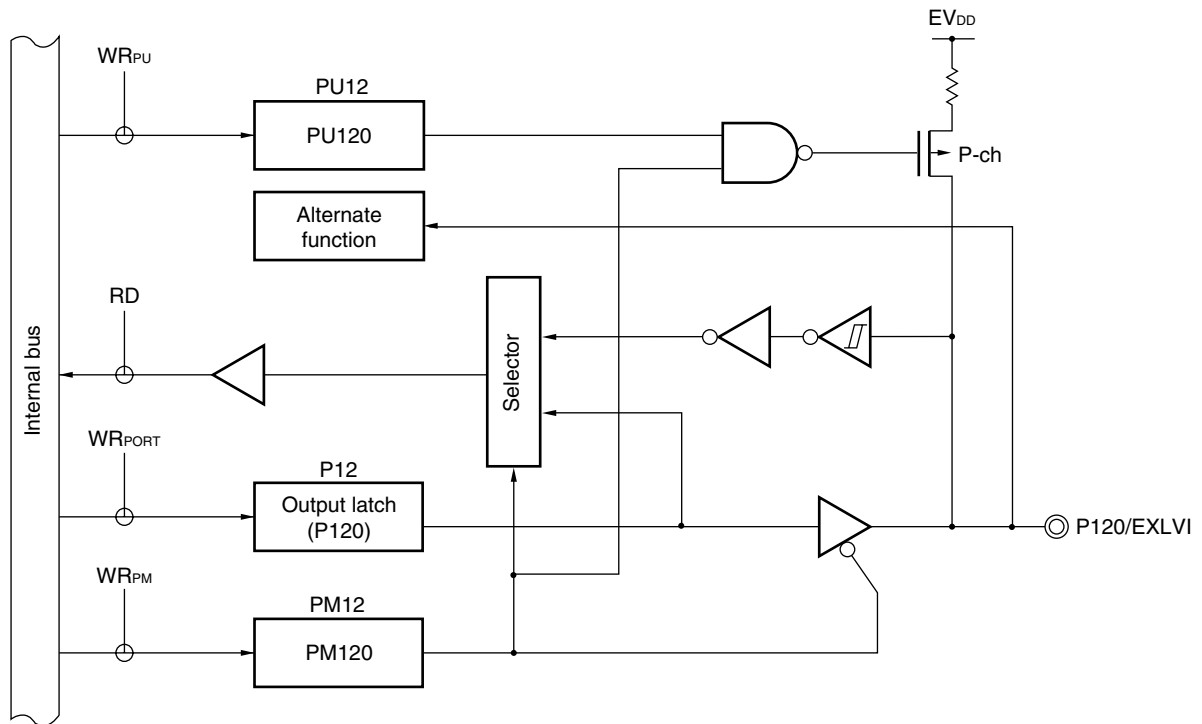 EVDD
WRPU
PU12
PU120
P-ch
Alternate
function
RD
Selector
Internal bus
WRPORT
P12
Output latch
(P120)
P120/EXLVI
WRPM
PM12
PM120